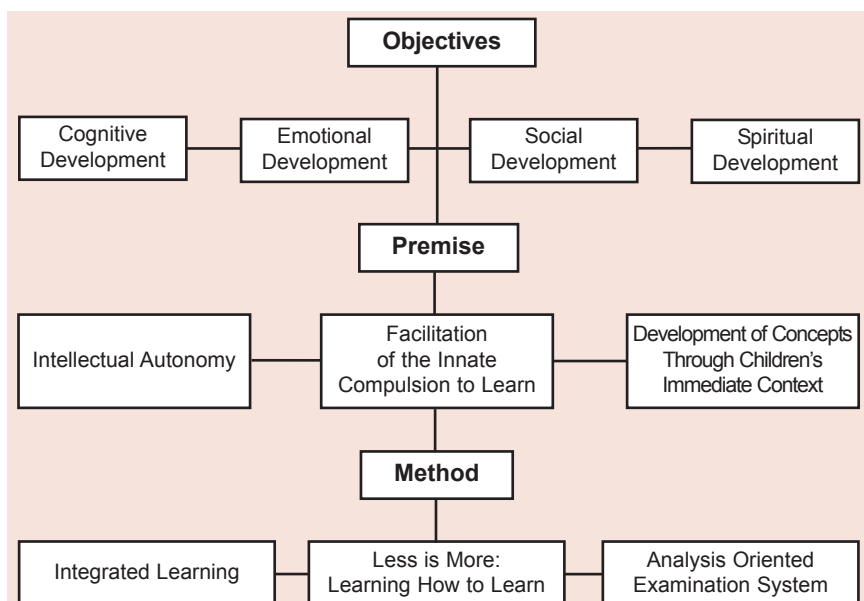 Objectives
Cognitive
Development
Emotional
Development
Social
Development
Spiritual
Development
Premise
Intellectual Autonomy
Facilitation
of the Innate
Compulsion to Learn
Development of Concepts
Through Children's
Immediate Context
Method
Integrated Learning
Less is More:
Learning How to Learn
Analysis Oriented
Examination System